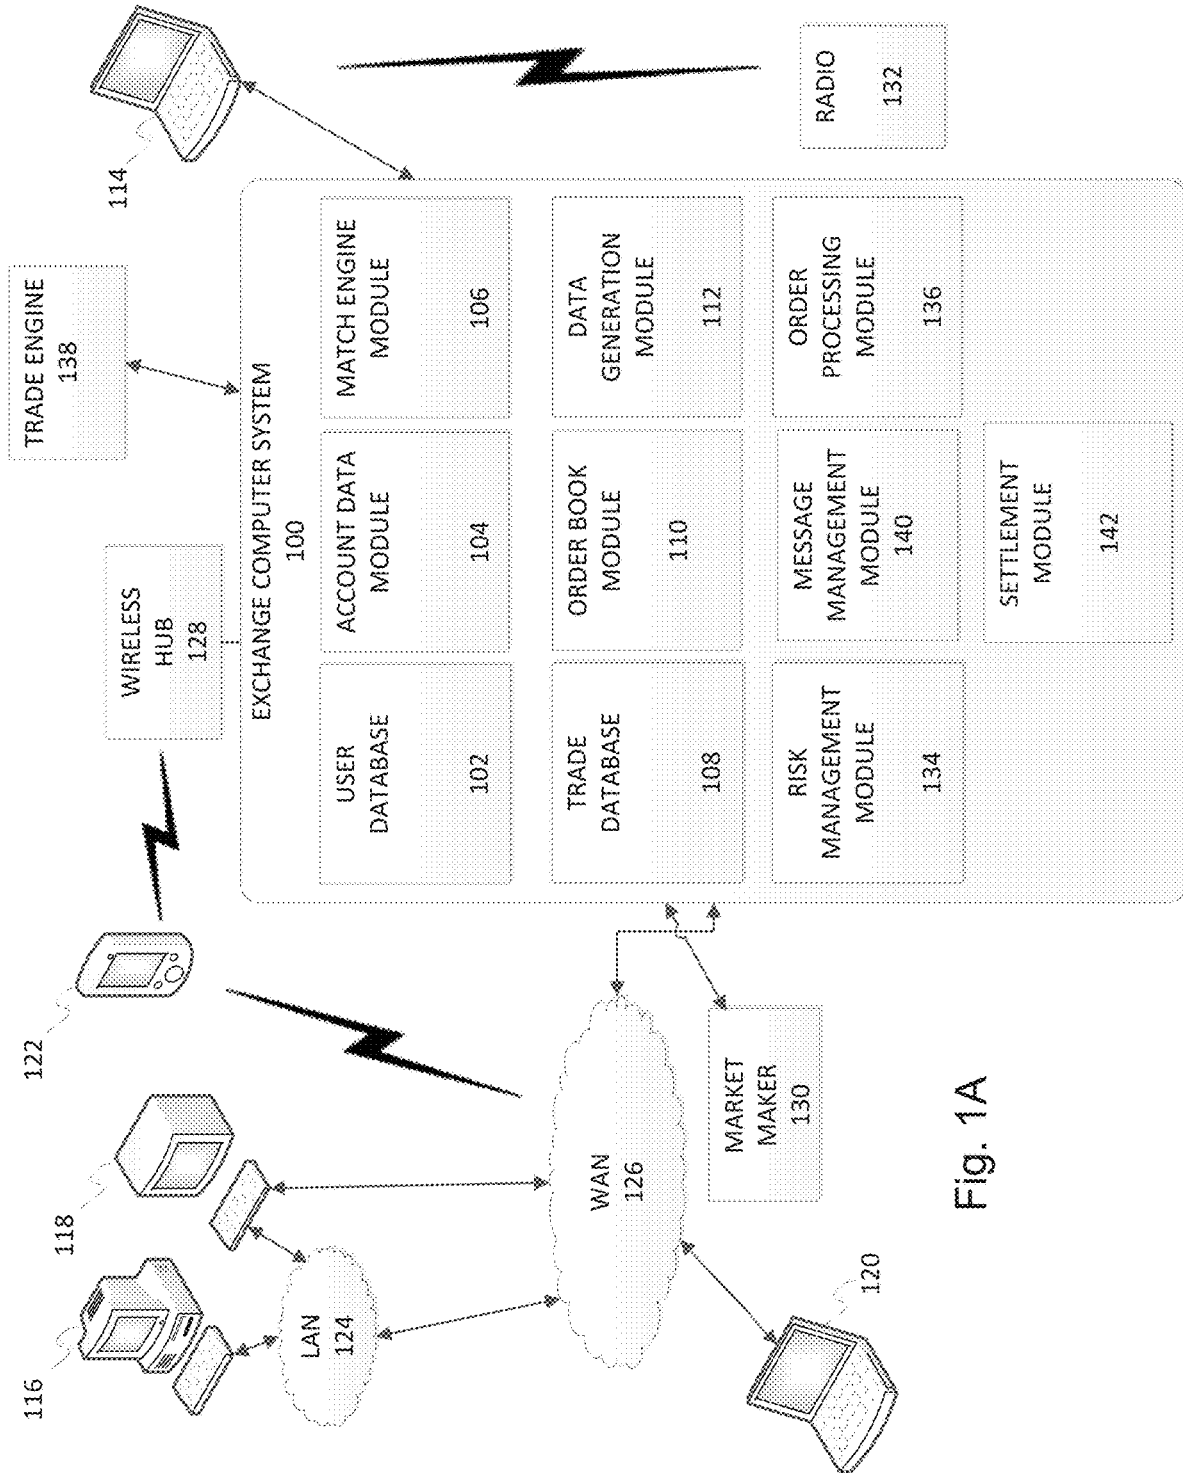 114
TRADE ENGINE
138
WIRELESS
HUB
128
122
118
116
EXCHANGE COMPUTER SYSTEM
100
USER
DATABASE
102
ACCOUNT DATA
MODULE
104
MATCH ENGINE
MODULE
106
TRADE
DATABASE
108
ORDER BOOK
MODULE
110
DATA
GENERATION
MODULE
112
RISK
MANAGEMENT
MODULE
134
MESSAGE
MANAGEMENT
MODULE
140
ORDER
PROCESSING
MODULE
136
SETTLEMENT
MODULE
142
LAN
124
WAN
126
MARKET
MAKER
130
RADIO
132
120
Fig. 1A